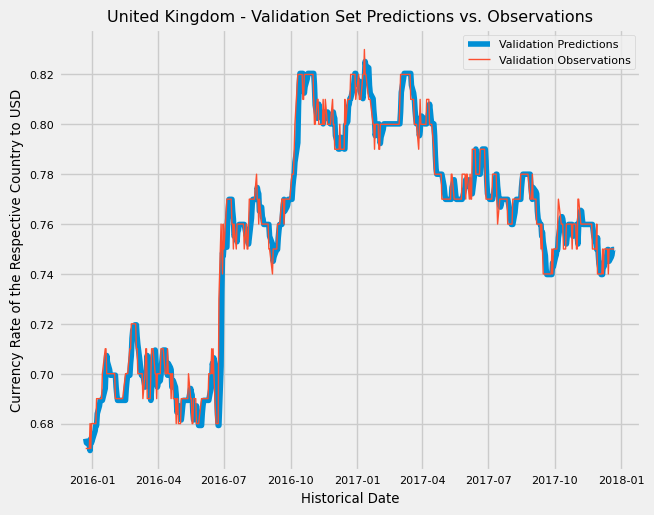 United Kingdom - Validation Set Predictions vs. Observations
Validation Predictions
Validation Observations
Currency Rate of the Respective Country to USD
0.82
0.80
0.78
0.76
0.74
0.72
0.70
0.68
2016-01 2016-04 2016-07 2016-10 2017-01 2017-04 2017-07 2017-10 2018-01
Historical Date